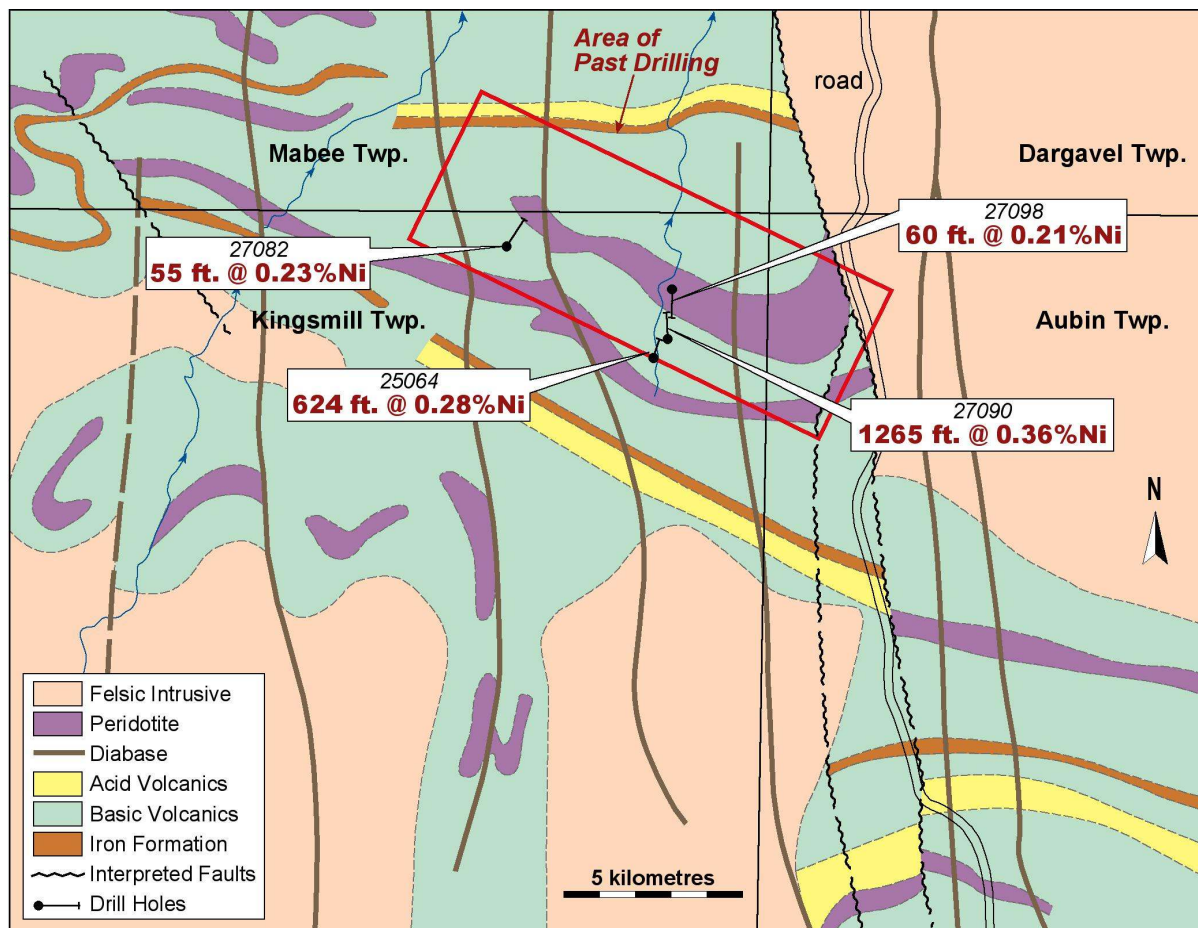 Area of
Past Drilling
road
Mabee Twp.
Dargavel Twp.
27098
60 ft. @ 0.21%Ni
27082
55 ft. @ 0.23%Ni
Kingsmill Twp.
Aubin Twp.
25064
624 ft. @ 0.28%Ni
27090
1265 ft. @ 0.36%Ni
N
Felsic Intrusive
Peridotite
Diabase
Acid Volcanics
Basic Volcanics
Iron Formation
Interpreted Faults
Drill Holes
5 kilometres